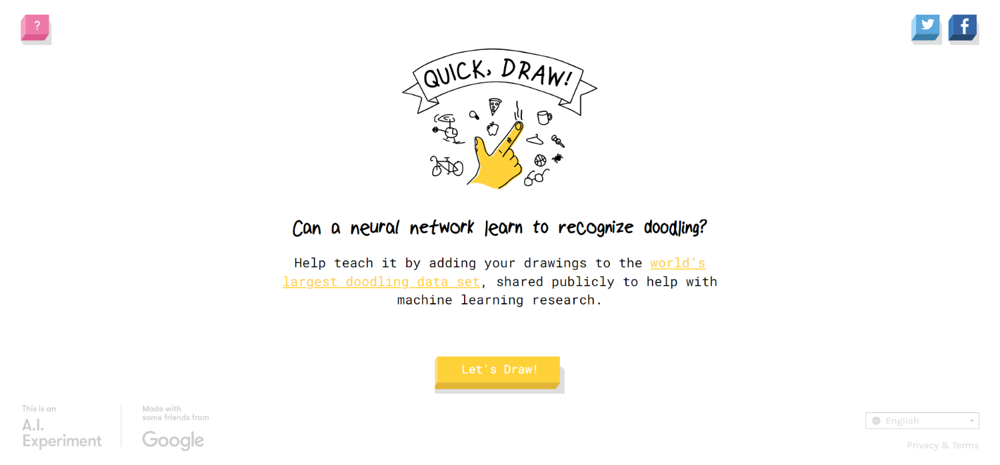 ?
QUICK, DRAW!
Can a neural network learn to recognize doodling?
Help teach it by adding your drawings to the world's
largest doodling data set, shared publicly to help with
machine learning research.
Let's Draw!
This is an
A.I.
Experiment
Made with
some friends from
Google
English
Privacy & Terms